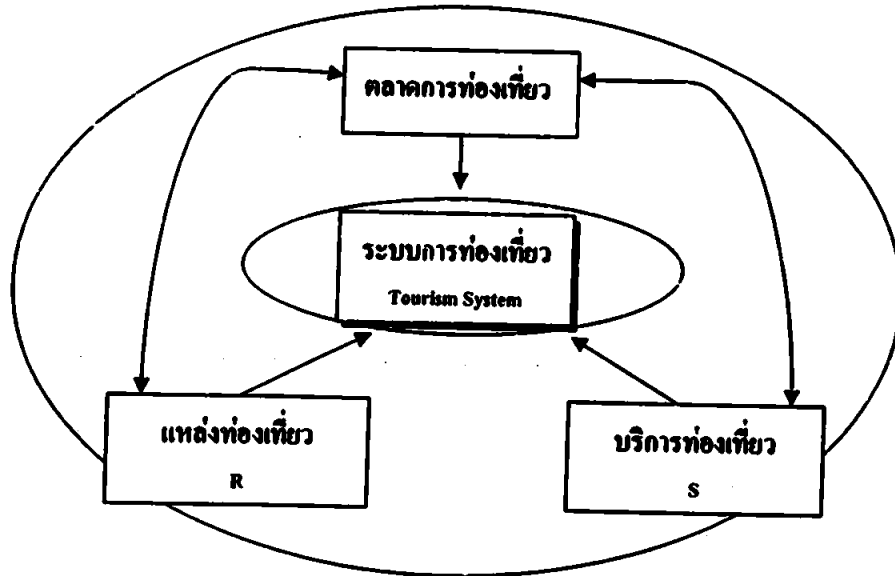 ตลาดการท่องเที่ยว
ระบบการท่องเที่ยว
Tourism System
แหล่งท่องเที่ยว
R
บริการท่องเที่ยว
S